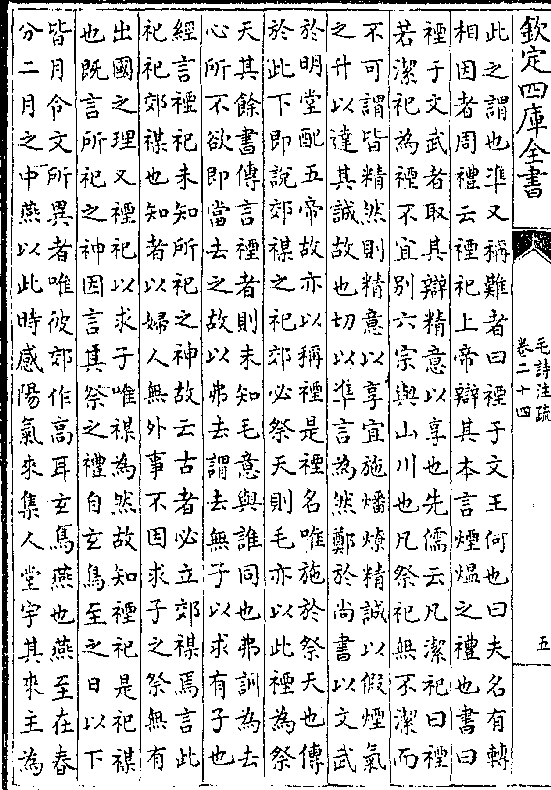 欽定四庫全書
毛詩注疏
卷二十四
五
此之謂也準又稱難者曰禋于文王何也曰夫名有轉
相因者周禮云禋祀上帝辯其本言煙熅之禮也書曰
禋于文武者取其辯精意以享也先儒云凡潔祀曰禋
若潔祀為禋不宜别六宗與山川也凡祭祀無不潔而
不可謂皆精然則精意以享宜施燔燎精誠以假煙氣
之升以達其誠故也切以準言為然鄭於尚書以文武
於明堂配五帝故亦以稱禋是禋名唯施於祭天也傳
於此下即說郊禖之祀郊必祭天則毛亦以此禋為祭
天其餘書傳言禋者則未知毛意與誰同也弗訓為去
心所不欲即當去之故以弗去謂去無子以求有子也
經言禋祀未知所祀之神故云古者必立郊禖焉言此
祀祀郊禖也知者以婦人無外事不因求子之祭無有
出國之理又禋祀以求子唯禖為然故知禋祀是祀禖
也既言所祀之神因言其祭之禮自玄鳥至之日以下
皆月令文所異者唯彼郊作高耳玄鳥燕也燕至在春
分二月之中燕以此時感陽氣來集人堂宇其來主為